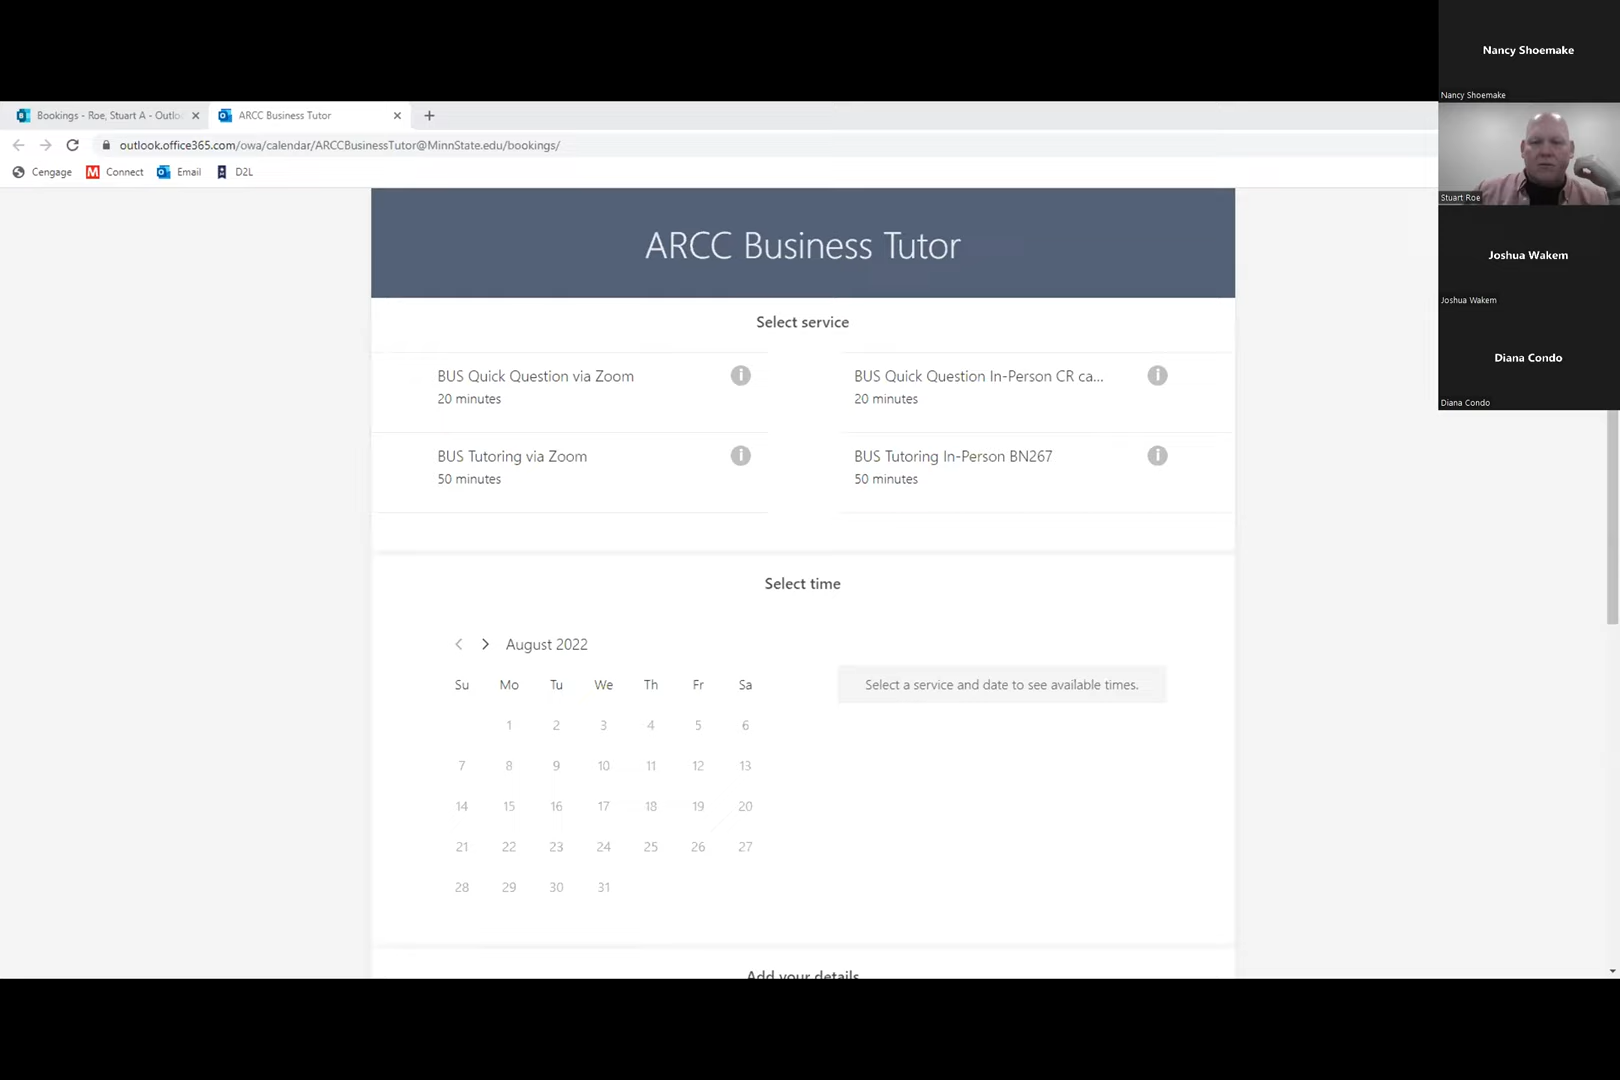 Nancy Shoemake
Nancy Shoemake
Bookings - Roe, Stuart A - Outlo
ARCC Business Tutor
outlook.office365.com/owa/calendar/ARCCBusinessTutor@MinnState.edu/bookings/
Cengage
Connect
Email
D2L
Stuart Roe
Joshua Wakem
Joshua Wakem
Diana Condo
Diana Condo
ARCC Business Tutor
Select service
BUS Quick Question via Zoom
20 minutes
BUS Quick Question In-Person CR ca...
20 minutes
BUS Tutoring via Zoom
50 minutes
BUS Tutoring In-Person BN267
50 minutes
Select time
August 2022
Su Mo Tu We Th Fr Sa
1 2 3 4 5 6
7 8 9 10 11 12 13
14 15 16 17 18 19 20
21 22 23 24 25 26 27
28 29 30 31
Select a service and date to see available times.
Add your details